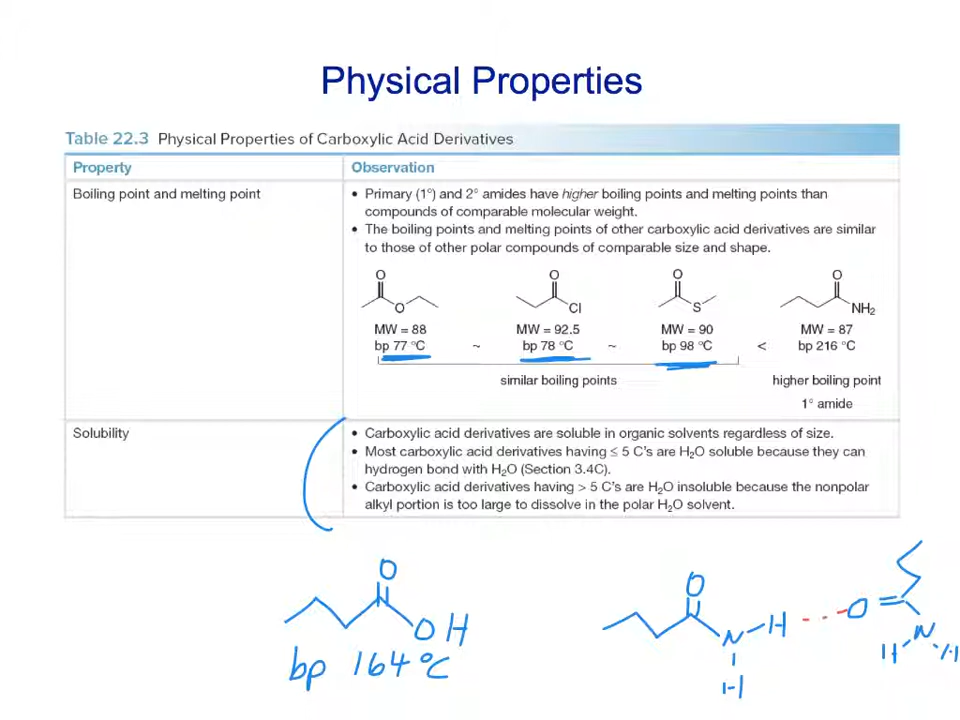 Physical Properties
Table 22.3 Physical Properties of Carboxylic Acid Derivatives
Property Observation
Boiling point and melting point
• Primary (1°) and 2° amides have higher boiling points and melting points than
compounds of comparable molecular weight.
• The boiling points and melting points of other carboxylic acid derivatives are similar
to those of other polar compounds of comparable size and shape.
O O O O
O Cl S NH₂
MW = 88 MW = 92.5 MW = 90 MW = 87
bp 77 °C ~ bp 78 °C ~ bp 98 °C < bp 216 °C
similar boiling points higher boiling point
1° amide
Solubility
• Carboxylic acid derivatives are soluble in organic solvents regardless of size.
• Most carboxylic acid derivatives having ≤ 5 C's are H₂O soluble because they can
hydrogen bond with H₂O (Section 3.4C).
• Carboxylic acid derivatives having > 5 C's are H₂O insoluble because the nonpolar
alkyl portion is too large to dissolve in the polar H₂O solvent.
O O
OH N H O N
H H H
bp 164 °C